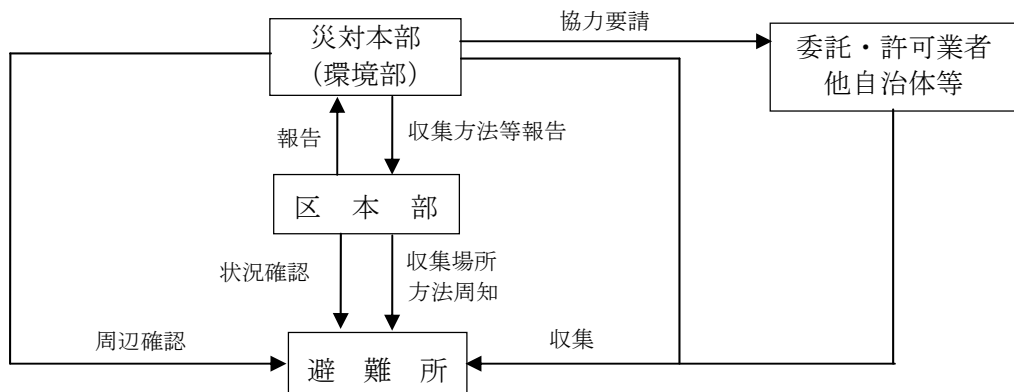 災対本部
（環境部）
協力要請
委託・許可業者
他自治体等
報告
収集方法等報告
区　本　部
状況確認
収集場所
方法周知
周辺確認
避　難　所
収集